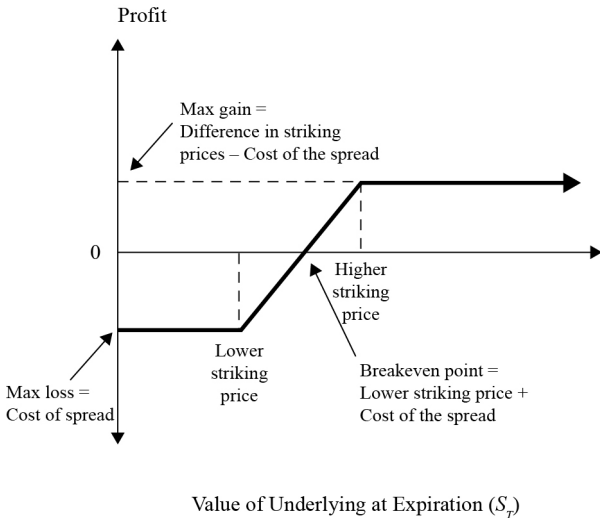 Profit
Max gain =
Difference in striking
prices – Cost of the spread
0
Higher
striking
price
Lower
striking
price
Breakeven point =
Lower striking price +
Cost of the spread
Max loss =
Cost of spread
Value of Underlying at Expiration (S_T)